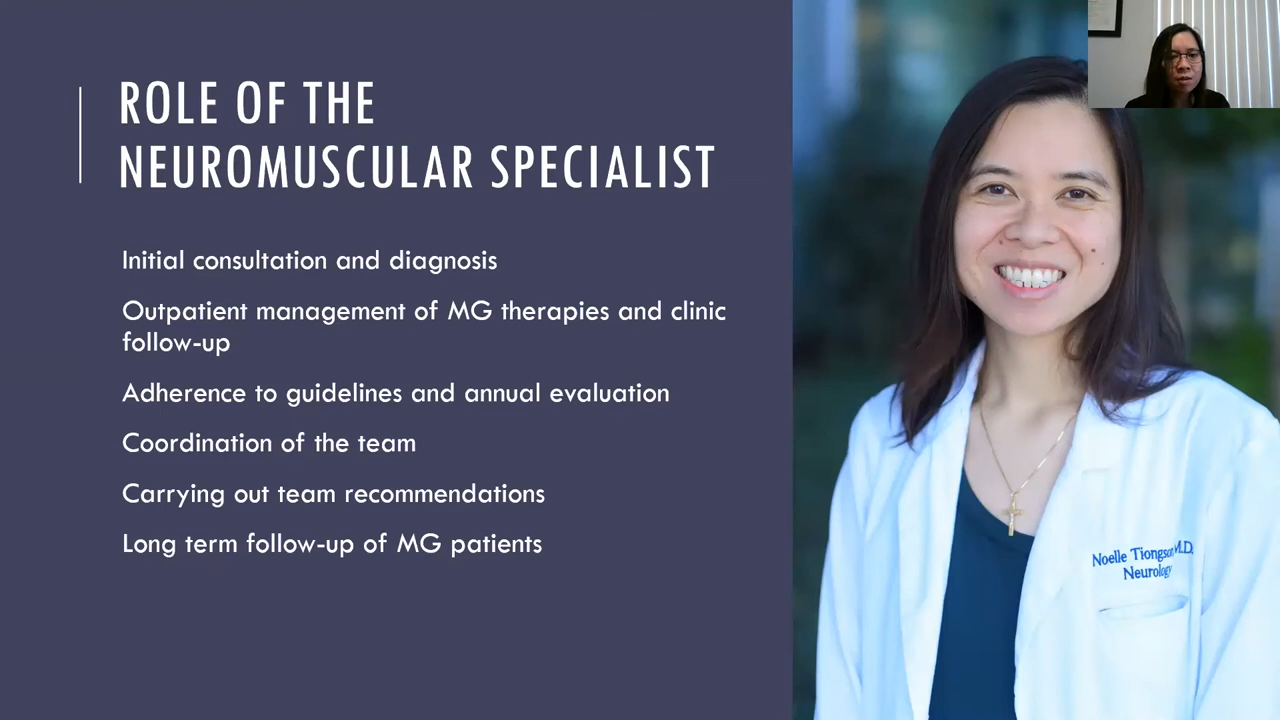 ROLE OF THE
NEUROMUSCULAR SPECIALIST
Initial consultation and diagnosis
Outpatient management of MG therapies and clinic
follow-up
Adherence to guidelines and annual evaluation
Coordination of the team
Carrying out team recommendations
Long term follow-up of MG patients
Noelle Tiongson M.D.
Neurology